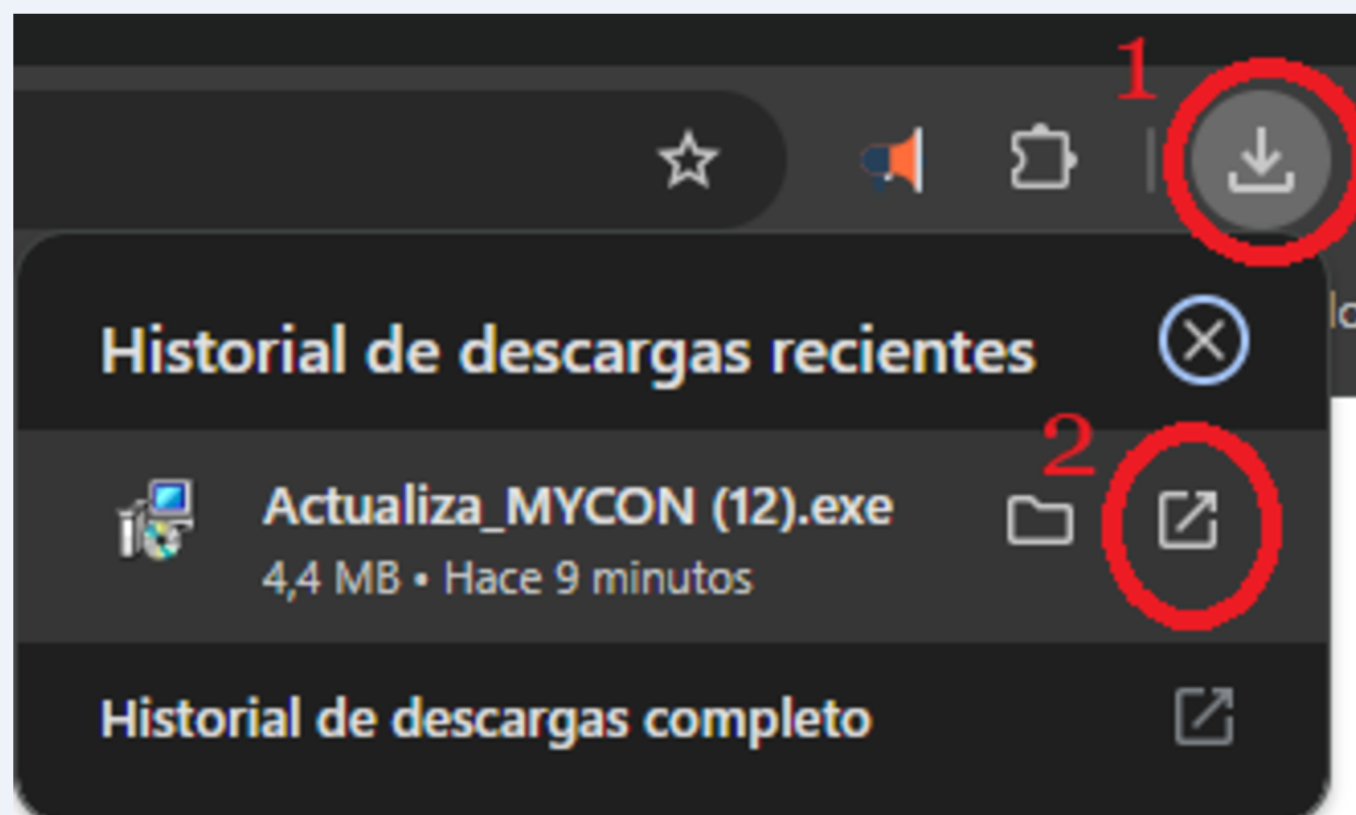 1
Historial de descargas recientes
2
Actualiza_MYCON (12).exe
4,4 MB • Hace 9 minutos
Historial de descargas completo